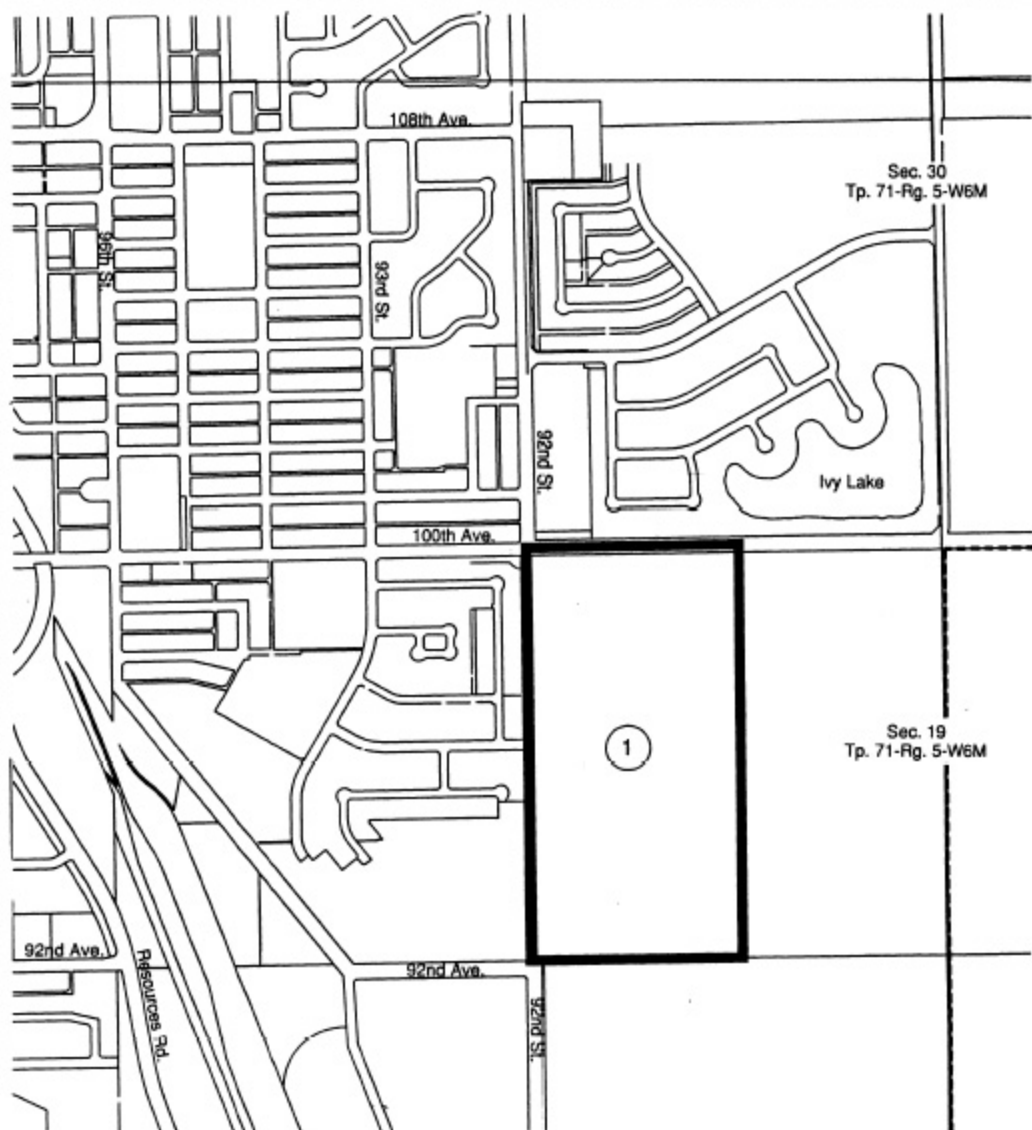 108th Ave.
Sec. 30
Tp. 71-Rg. 5-W6M
96th St.
93rd St.
92nd St.
Ivy Lake
100th Ave.
1
Sec. 19
Tp. 71-Rg. 5-W6M
92nd Ave.
Resources Rd.
92nd Ave.
92nd St.